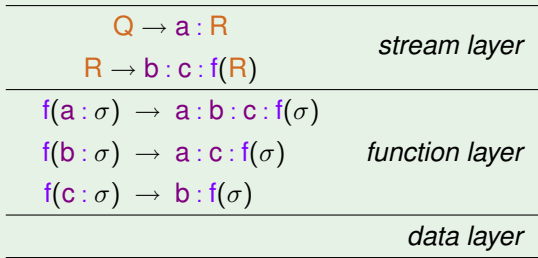 Q → a : R
R → b : c : f(R)
stream layer
f(a : σ) → a : b : c : f(σ)
f(b : σ) → a : c : f(σ)
f(c : σ) → b : f(σ)
function layer
data layer